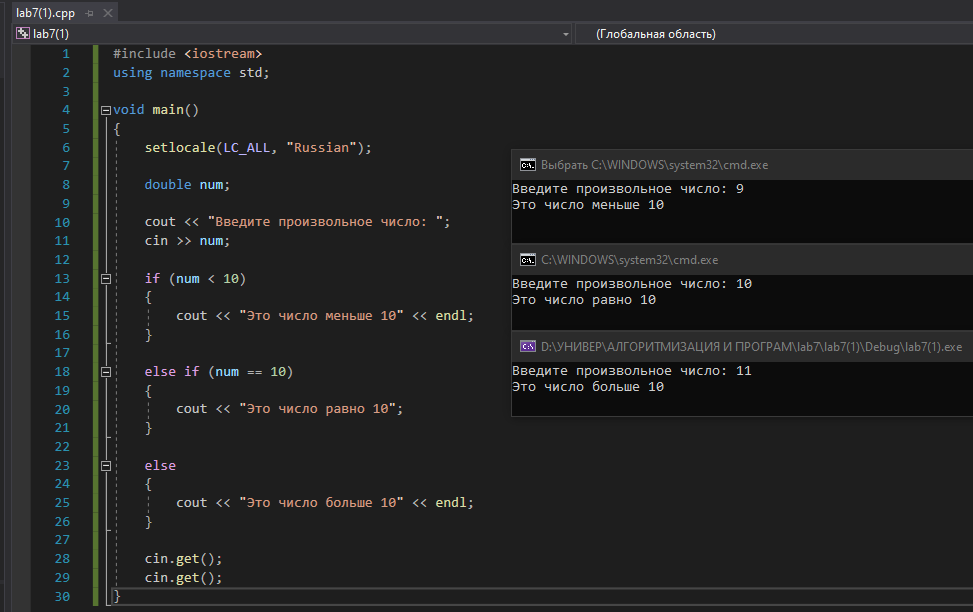 lab7(1).cpp
lab7(1)
(Глобальная область)
1 #include <iostream>
2 using namespace std;
3
4 void main()
5 {
6 setlocale(LC_ALL, "Russian");
7
8 double num;
9
10 cout << "Введите произвольное число: ";
11 cin >> num;
12
13 if (num < 10)
14 {
15 cout << "Это число меньше 10" << endl;
16 }
17
18 else if (num == 10)
19 {
20 cout << "Это число равно 10";
21 }
22
23 else
24 {
25 cout << "Это число больше 10" << endl;
26 }
27
28 cin.get();
29 cin.get();
30 }
Выбрать C:\WINDOWS\system32\cmd.exe
Введите произвольное число: 9
Это число меньше 10
C:\WINDOWS\system32\cmd.exe
Введите произвольное число: 10
Это число равно 10
D:\УНИВЕР\АЛГОРИТМИЗАЦИЯ И ПРОГРАМ\lab7\lab7(1)\Debug\lab7(1).exe
Введите произвольное число: 11
Это число больше 10